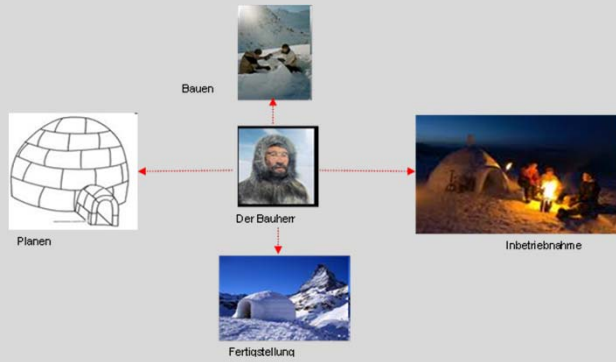 Bauen
Der Bauherr
Planen
Inbetriebnahme
Fertigstellung